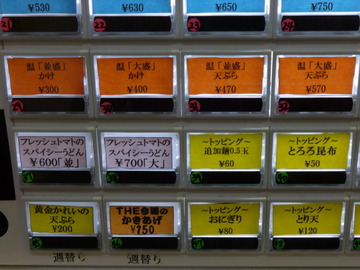 ¥530
¥630
¥650
¥750
温「並盛」
かけ
¥300
温「大盛」
かけ
¥400
温「並盛」
天ぷら
¥470
温「大盛」
天ぷら
¥570
フレッシュトマトの
スパイシーうどん
¥600「並」
フレッシュトマトの
スパイシーうどん
¥700「大」
～トッピング～
追加麺0.5玉
¥60
～トッピング～
とろろ昆布
¥50
黄金かれいの
天ぷら
¥200
かきあげ
¥150
～トッピング～
おにぎり
¥80
～トッピング～
とり天
¥120
週替り
週替り